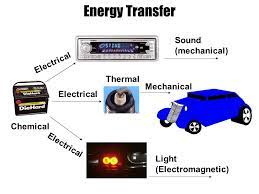 Energy Transfer
Sound
(mechanical)
Electrical
Thermal
Electrical
Mechanical
DieHard
Chemical
Electrical
Light
(Electromagnetic)